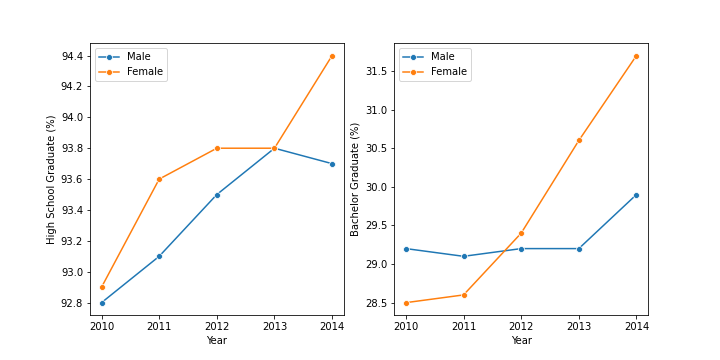 High School Graduate (%)
94.4
94.2
94.0
93.8
93.6
93.4
93.2
93.0
92.8
Male
Female
2010 2011 2012 2013 2014
Year
Bachelor Graduate (%)
31.5
31.0
30.5
30.0
29.5
29.0
28.5
Male
Female
2010 2011 2012 2013 2014
Year